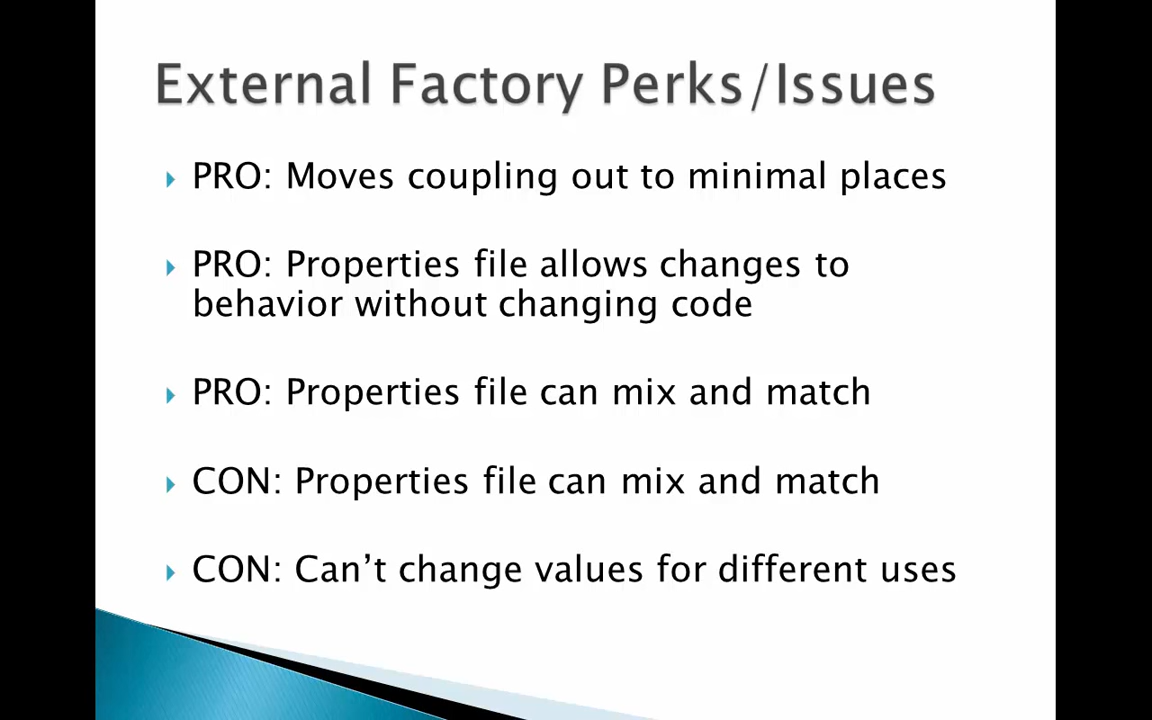 External Factory Perks/Issues
PRO: Moves coupling out to minimal places
PRO: Properties file allows changes to
behavior without changing code
PRO: Properties file can mix and match
CON: Properties file can mix and match
CON: Can’t change values for different uses